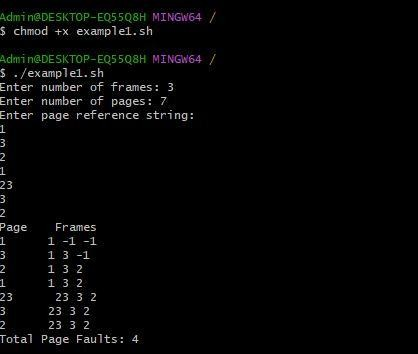 Admin@DESKTOP-EQ55Q8H MINGW64 /
$ chmod +x example1.sh
Admin@DESKTOP-EQ55Q8H MINGW64 /
$ ./example1.sh
Enter number of frames: 3
Enter number of pages: 7
Enter page reference string:
1
3
2
1
23
3
2
Page    Frames
1      1 -1 -1
3      1 3 -1
2      1 3 2
1      1 3 2
23      23 3 2
3      23 3 2
2      23 3 2
Total Page Faults: 4